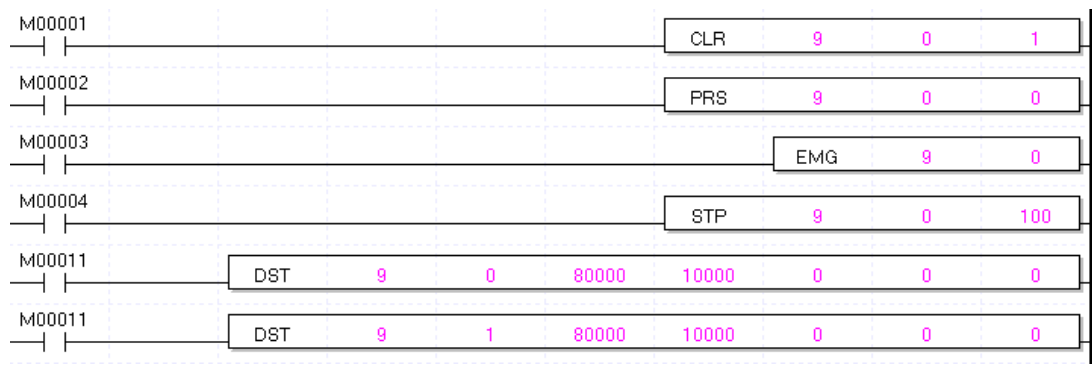 M00001
CLR 9 0 1
M00002
PRS 9 0 0
M00003
EMG 9 0
M00004
STP 9 0 100
M00011
DST 9 0 80000 10000 0 0 0
M00011
DST 9 1 80000 10000 0 0 0